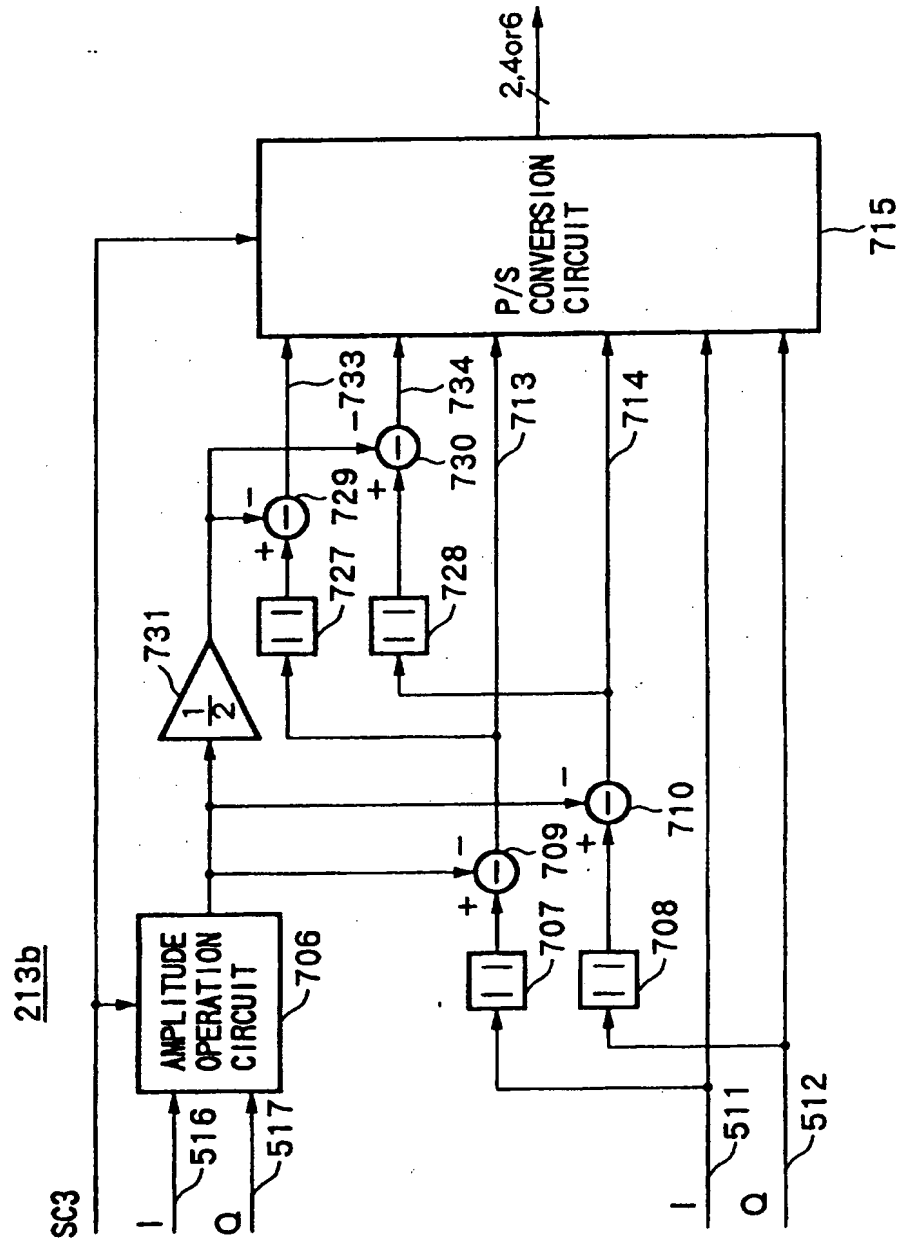 213b
SC3
I
516
Q
517
AMPLITUDE
OPERATION
CIRCUIT
706
1
2
731
+
-
729
733
727
| |
-
+
730
734
728
| |
713
714
+
-
709
707
| |
+
-
710
708
| |
I
511
Q
512
P/S
CONVERSION
CIRCUIT
715
2,4or6